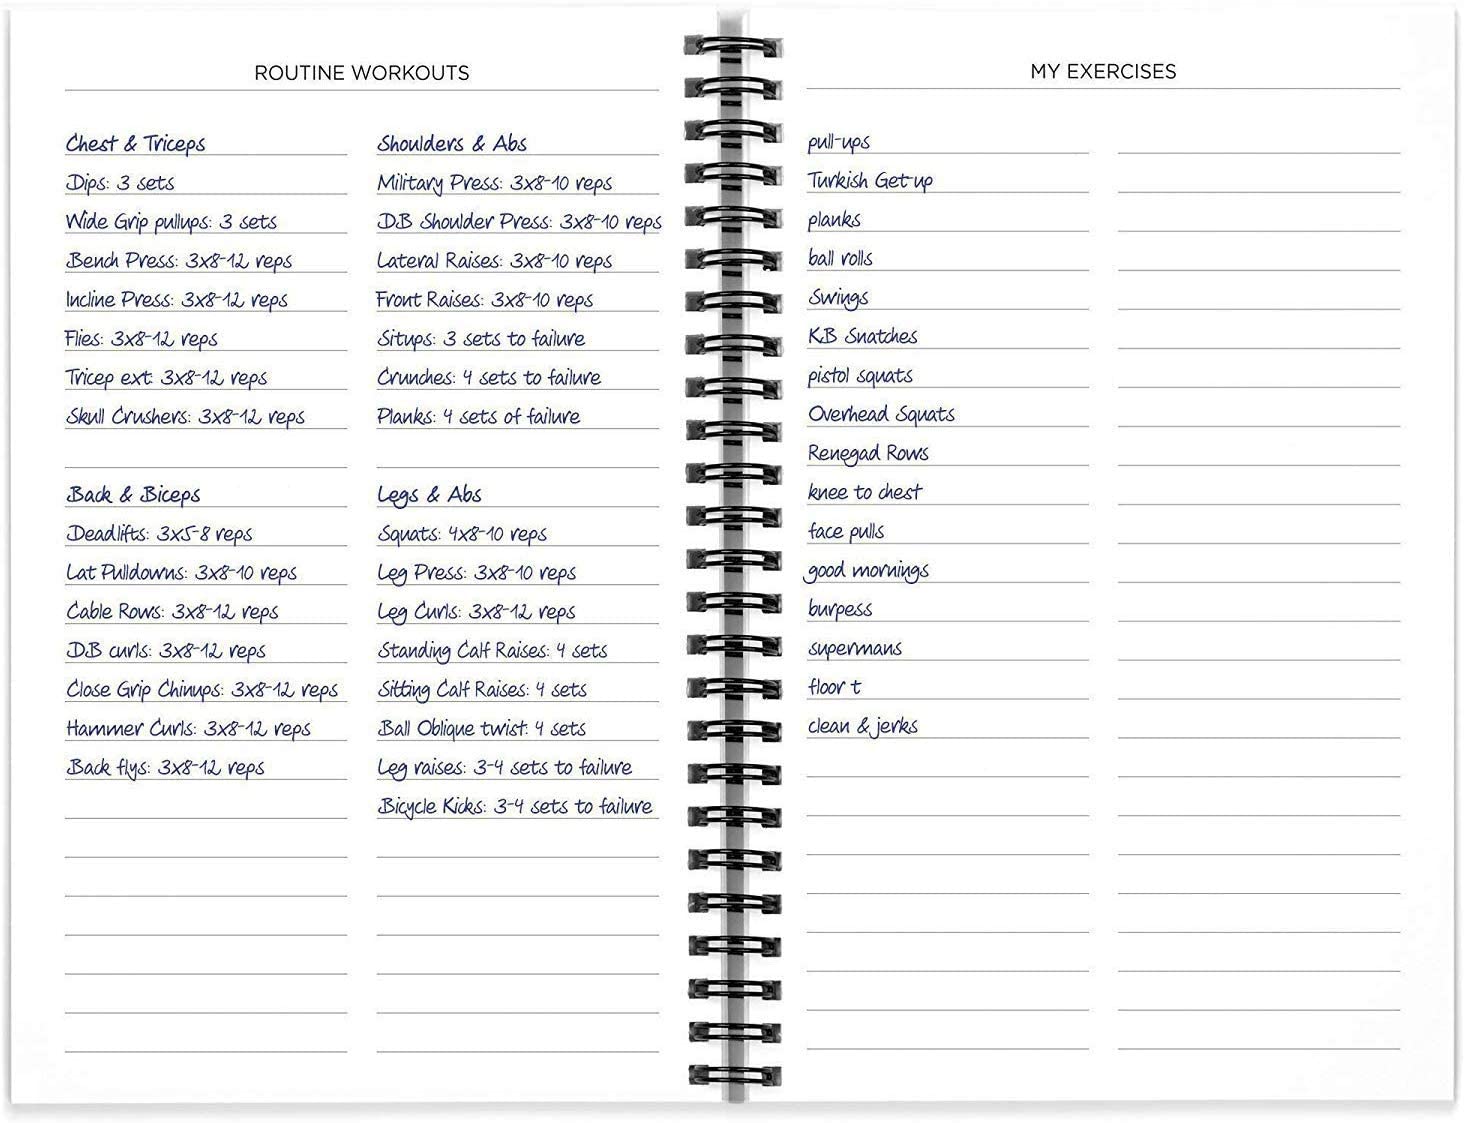 ROUTINE WORKOUTS
Chest & Triceps
Dips: 3 sets
Wide Grip pullups: 3 sets
Bench Press: 3x8-12 reps
Incline Press: 3x8-12 reps
Flies: 3x8-12 reps
Tricep ext: 3x8-12 reps
Skull Crushers: 3x8-12 reps
Back & Biceps
Deadlifts: 3x5-8 reps
Lat Pulldowns: 3x8-10 reps
Cable Rows: 3x8-12 reps
DB curls: 3x8-12 reps
Close Grip Chinups: 3x8-12 reps
Hammer Curls: 3x8-12 reps
Back flys: 3x8-12 reps
Shoulders & Abs
Military Press: 3x8-10 reps
DB Shoulder Press: 3x8-10 reps
Lateral Raises: 3x8-10 reps
Front Raises: 3x8-10 reps
Situps: 3 sets to failure
Crunches: 4 sets to failure
Planks: 4 sets of failure
Legs & Abs
Squats: 4x8-10 reps
Leg Press: 3x8-10 reps
Leg Curls: 3x8-12 reps
Standing Calf Raises: 4 sets
Sitting Calf Raises: 4 sets
Ball Oblique twist: 4 sets
Leg raises: 3-4 sets to failure
Bicycle Kicks: 3-4 sets to failure
MY EXERCISES
pull-ups
Turkish Get-up
planks
ball rolls
Swings
KB Snatches
pistol squats
Overhead Squats
Renegad Rows
knee to chest
face pulls
good mornings
burpess
supermans
floor t
clean & jerks